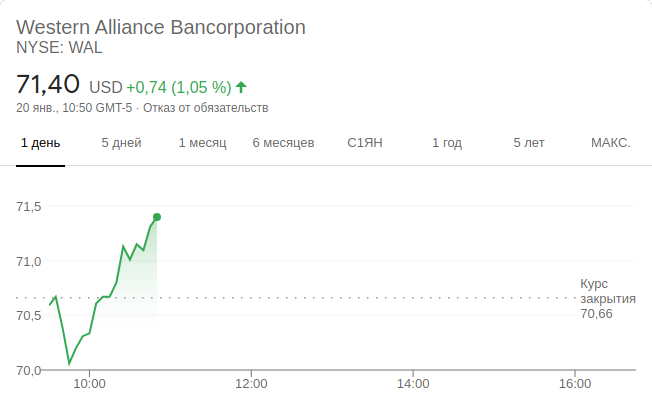 Western Alliance Bancorporation
NYSE: WAL
71,40 USD +0,74 (1,05 %)
20 янв., 10:50 GMT-5 · Отказ от обязательств
1 день 5 дней 1 месяц 6 месяцев С1ЯН 1 год 5 лет МАКС.
71,5
71,0
Курс
закрытия
70,66
70,5
70,0
10:00 12:00 14:00 16:00